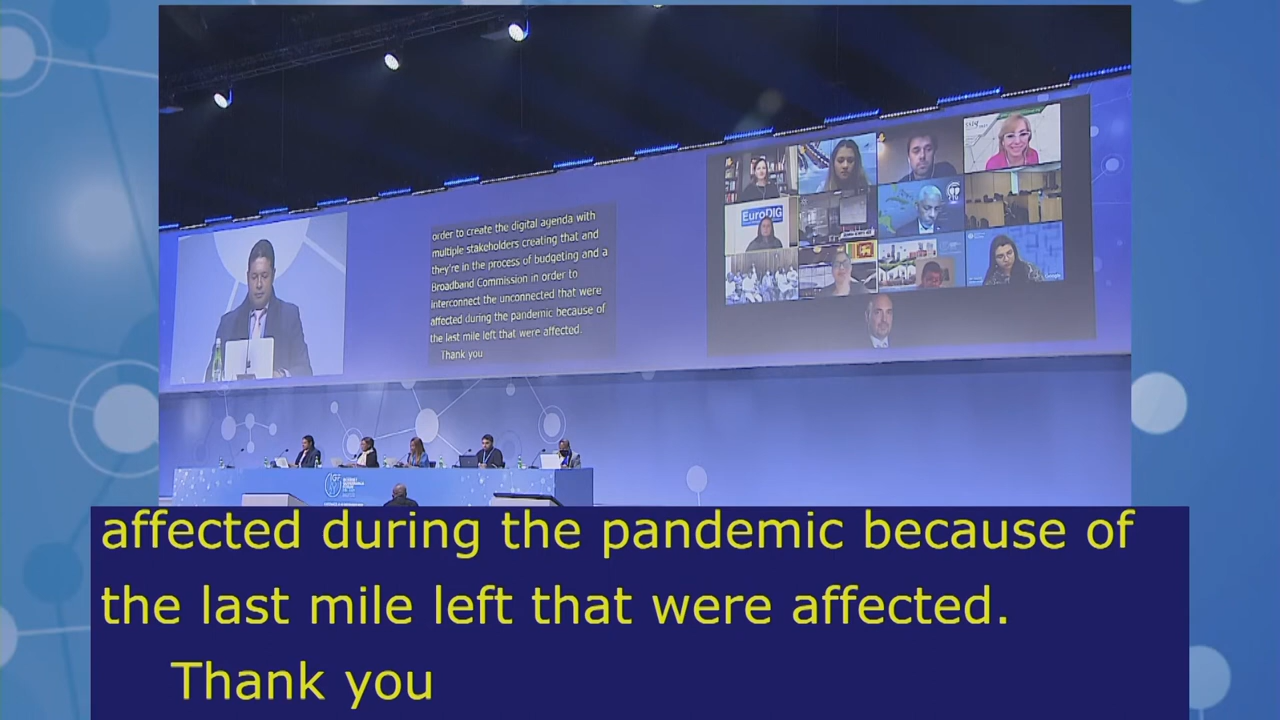 order to create the digital agenda with
multiple stakeholders creating that and
they're in the process of budgeting and a
Broadband Commission in order to
interconnect the unconnected that were
affected during the pandemic because of
the last mile left that were affected.
Thank you
EuroDIG
IGF
affected during the pandemic because of
the last mile left that were affected.
Thank you